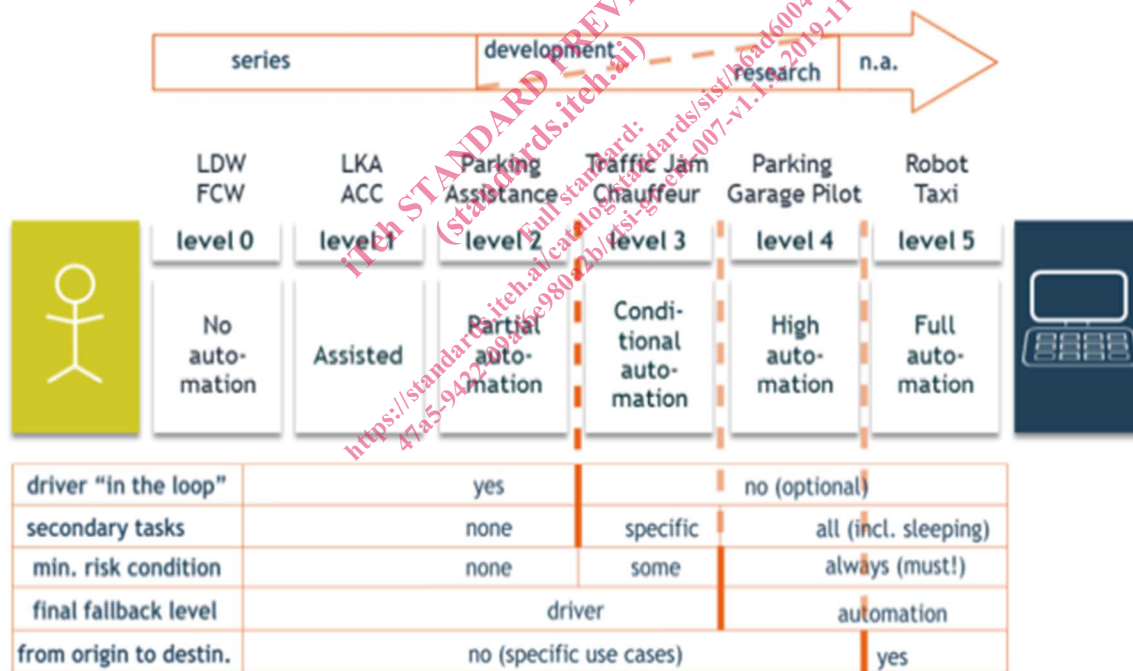 series
development
research
n.a.
LDW
FCW
LKA
ACC
Parking
Assistance
Traffic Jam
Chauffeur
Parking
Garage Pilot
Robot
Taxi
level 0
level 1
level 2
level 3
level 4
level 5
No
auto-
mation
Assisted
Partial
auto-
mation
Condi-
tional
auto-
mation
High
auto-
mation
Full
auto-
mation
driver "in the loop" yes no (optional)
secondary tasks none specific all (incl. sleeping)
min. risk condition none some always (must!)
final fallback level driver automation
from origin to destin. no (specific use cases) yes
iTeh STANDARD PREVI
(standards.iteh.ai)
Full standard: